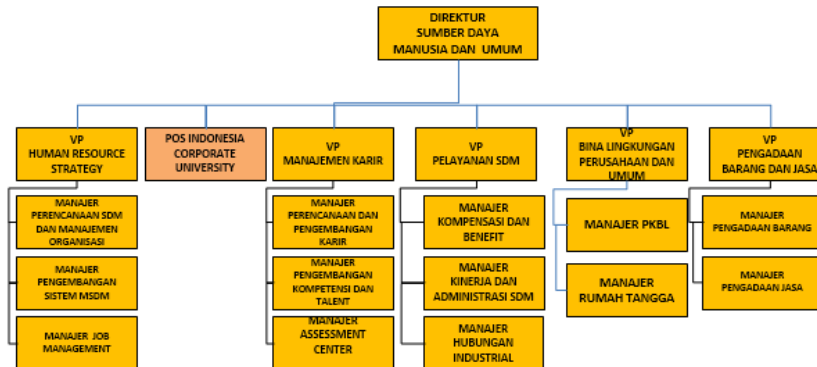 DIREKTUR
SUMBER DAYA
MANUSIA DAN UMUM
VP
HUMAN RESOURCE
STRATEGY
POS INDONESIA
CORPORATE
UNIVERSITY
VP
MANAJEMEN KARIR
VP
PELAYANAN SDM
VP
BINA LINGKUNGAN
PERUSAHAAN DAN
UMUM
VP
PENGADAAN
BARANG DAN JASA
MANAJER
PERENCANAAN SDM
DAN MANAJEMEN
ORGANISASI
MANAJER
PERENCANAAN DAN
PENGEMBANGAN
KARIR
MANAJER
KOMPENSASI DAN
BENEFIT
MANAJER PKBL
MANAJER
PENGADAAN BARANG
MANAJER
PENGEMBANGAN
SISTEM MSDM
MANAJER
PENGEMBANGAN
KOMPETENSI DAN
TALENT
MANAJER
KINERJA DAN
ADMINISTRASI SDM
MANAJER
RUMAH TANGGA
MANAJER
PENGADAAN JASA
MANAJER JOB
MANAGEMENT
MANAJER
ASSESSMENT
CENTER
MANAJER
HUBUNGAN
INDUSTRIAL